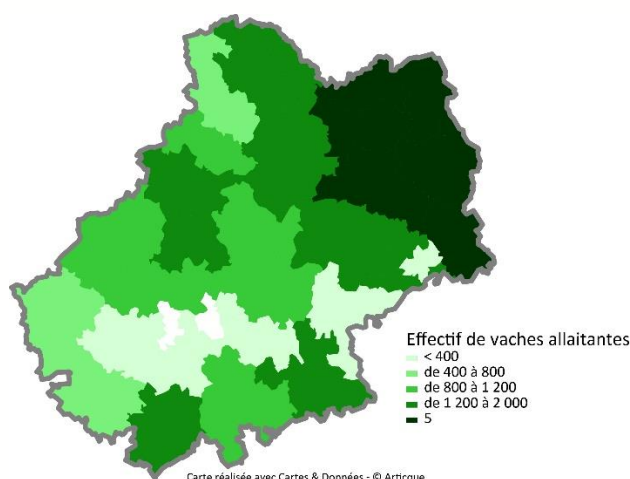 Effectif de vaches allaitantes
< 400
de 400 à 800
de 800 à 1 200
de 1 200 à 2 000
5
Carte réalisée avec Cartes & Données - © Articque